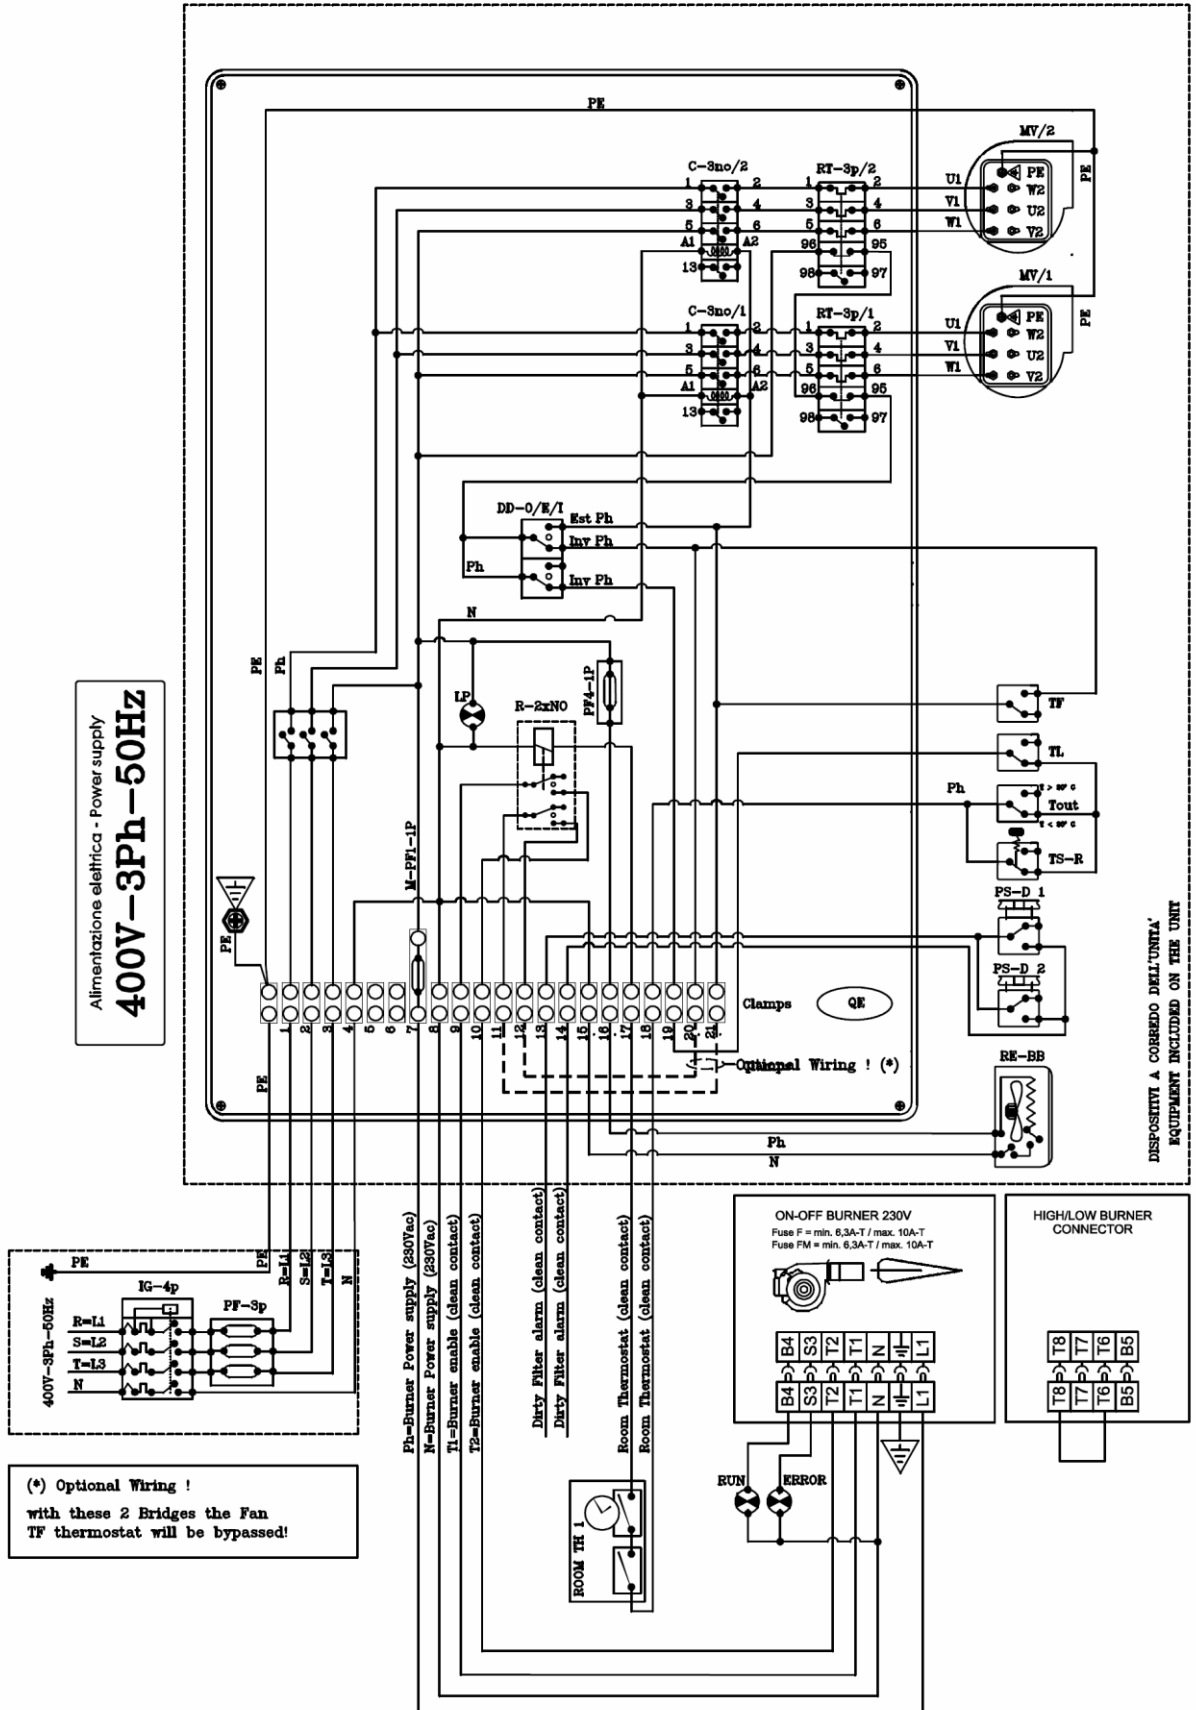 PE
MV/2
C-3no/2
RT-3p/2
1 2 1 2 U1 PE
W2
3 4 3 4 V1 U2
5 6 5 6 W1 V2
A1 A2 96 95
13 98 97
PE
MV/1
C-3no/1
RT-3p/1
1 2 1 2 U1 PE
W2
3 4 3 4 V1 U2
5 6 5 6 W1 V2
A1 A2 96 95
13 98 97
PE
DD-0/E/I
Est Ph
Inv Ph
Ph
Inv Ph
N
PE
Ph
LP
PF4-1P
R-2xNO
TF
TL
Ph
Tout
TS-R
M-PF1-1P
PS-D 1
PS-D 2
PE
Clamps
QE
1 2 3 4 5 6 7 8 9 10 11 12 13 14 15 16 17 18 19 20 21
Optional Wiring ! (*)
RE-BB
Ph
N
Alimentazione elettrica - Power supply
400V-3Ph-50Hz
DISPOSITIVI A CORREDO DELL'UNITA'
EQUIPMENT INCLUDED ON THE UNIT
PE
PE
R=L1
S=L2
T=L3
N
PE
IG-4p
PF-3p
400V-3Ph-50Hz
R=L1
S=L2
T=L3
N
Ph=Burner Power supply (230Vac)
N=Burner Power supply (230Vac)
T1=Burner enable (clean contact)
T2=Burner enable (clean contact)
Dirty Filter alarm (clean contact)
Dirty Filter alarm (clean contact)
Room Thermostat (clean contact)
Room Thermostat (clean contact)
ON-OFF BURNER 230V
Fuse F = min. 6,3A-T / max. 10A-T
Fuse FM = min. 6,3A-T / max. 10A-T
B4 S3 T2 T1 N L1
B4 S3 T2 T1 N L1
HIGH/LOW BURNER
CONNECTOR
T8 T7 T6 B5
T8 T7 T6 B5
RUN
ERROR
ROOM TH 1
(*) Optional Wiring !
with these 2 Bridges the Fan
TF thermostat will be bypassed!